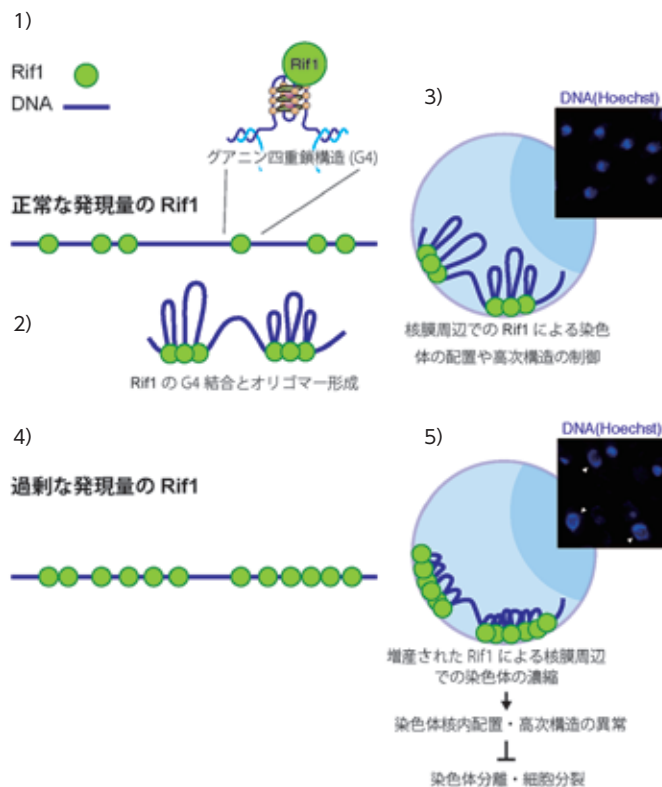 1)
Rif1
DNA
Rif1
グアニン四重鎖構造 (G4)
正常な発現量の Rif1
2)
Rif1 の G4 結合とオリゴマー形成
3)
DNA(Hoechst)
核膜周辺での Rif1 による染色
体の配置や高次構造の制御
4)
過剰な発現量の Rif1
5)
DNA(Hoechst)
増産された Rif1 による核膜周辺
での染色体の濃縮
染色体核内配置・高次構造の異常
染色体分離・細胞分裂